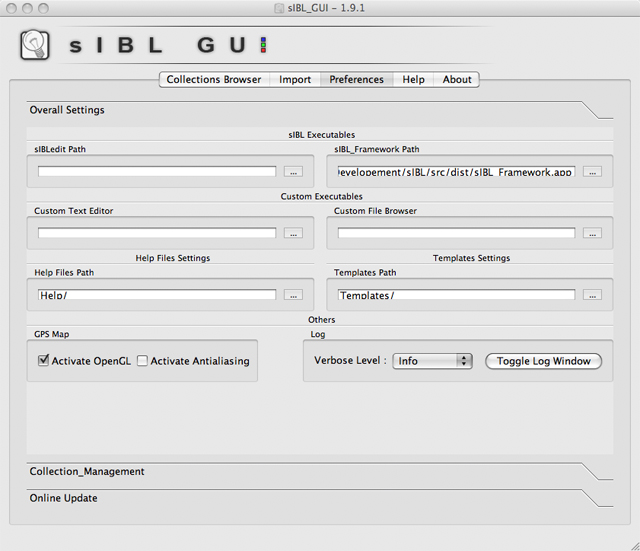 sIBL_GUI - 1.9.1
s I B L G U i
Collections Browser Import Preferences Help About
Overall Settings
sIBL Executables
sIBLedit Path
sIBL_Framework Path
...
Developement/sIBL/src/dist/sIBL_Framework.app
...
Custom Executables
Custom Text Editor
Custom File Browser
...
...
Help Files Settings
Templates Settings
Help Files Path
Templates Path
Help/
...
Templates/
...
Others
GPS Map
Log
Activate OpenGL
Activate Antialiasing
Verbose Level :
Info
Toggle Log Window
Collection_Management
Online Update